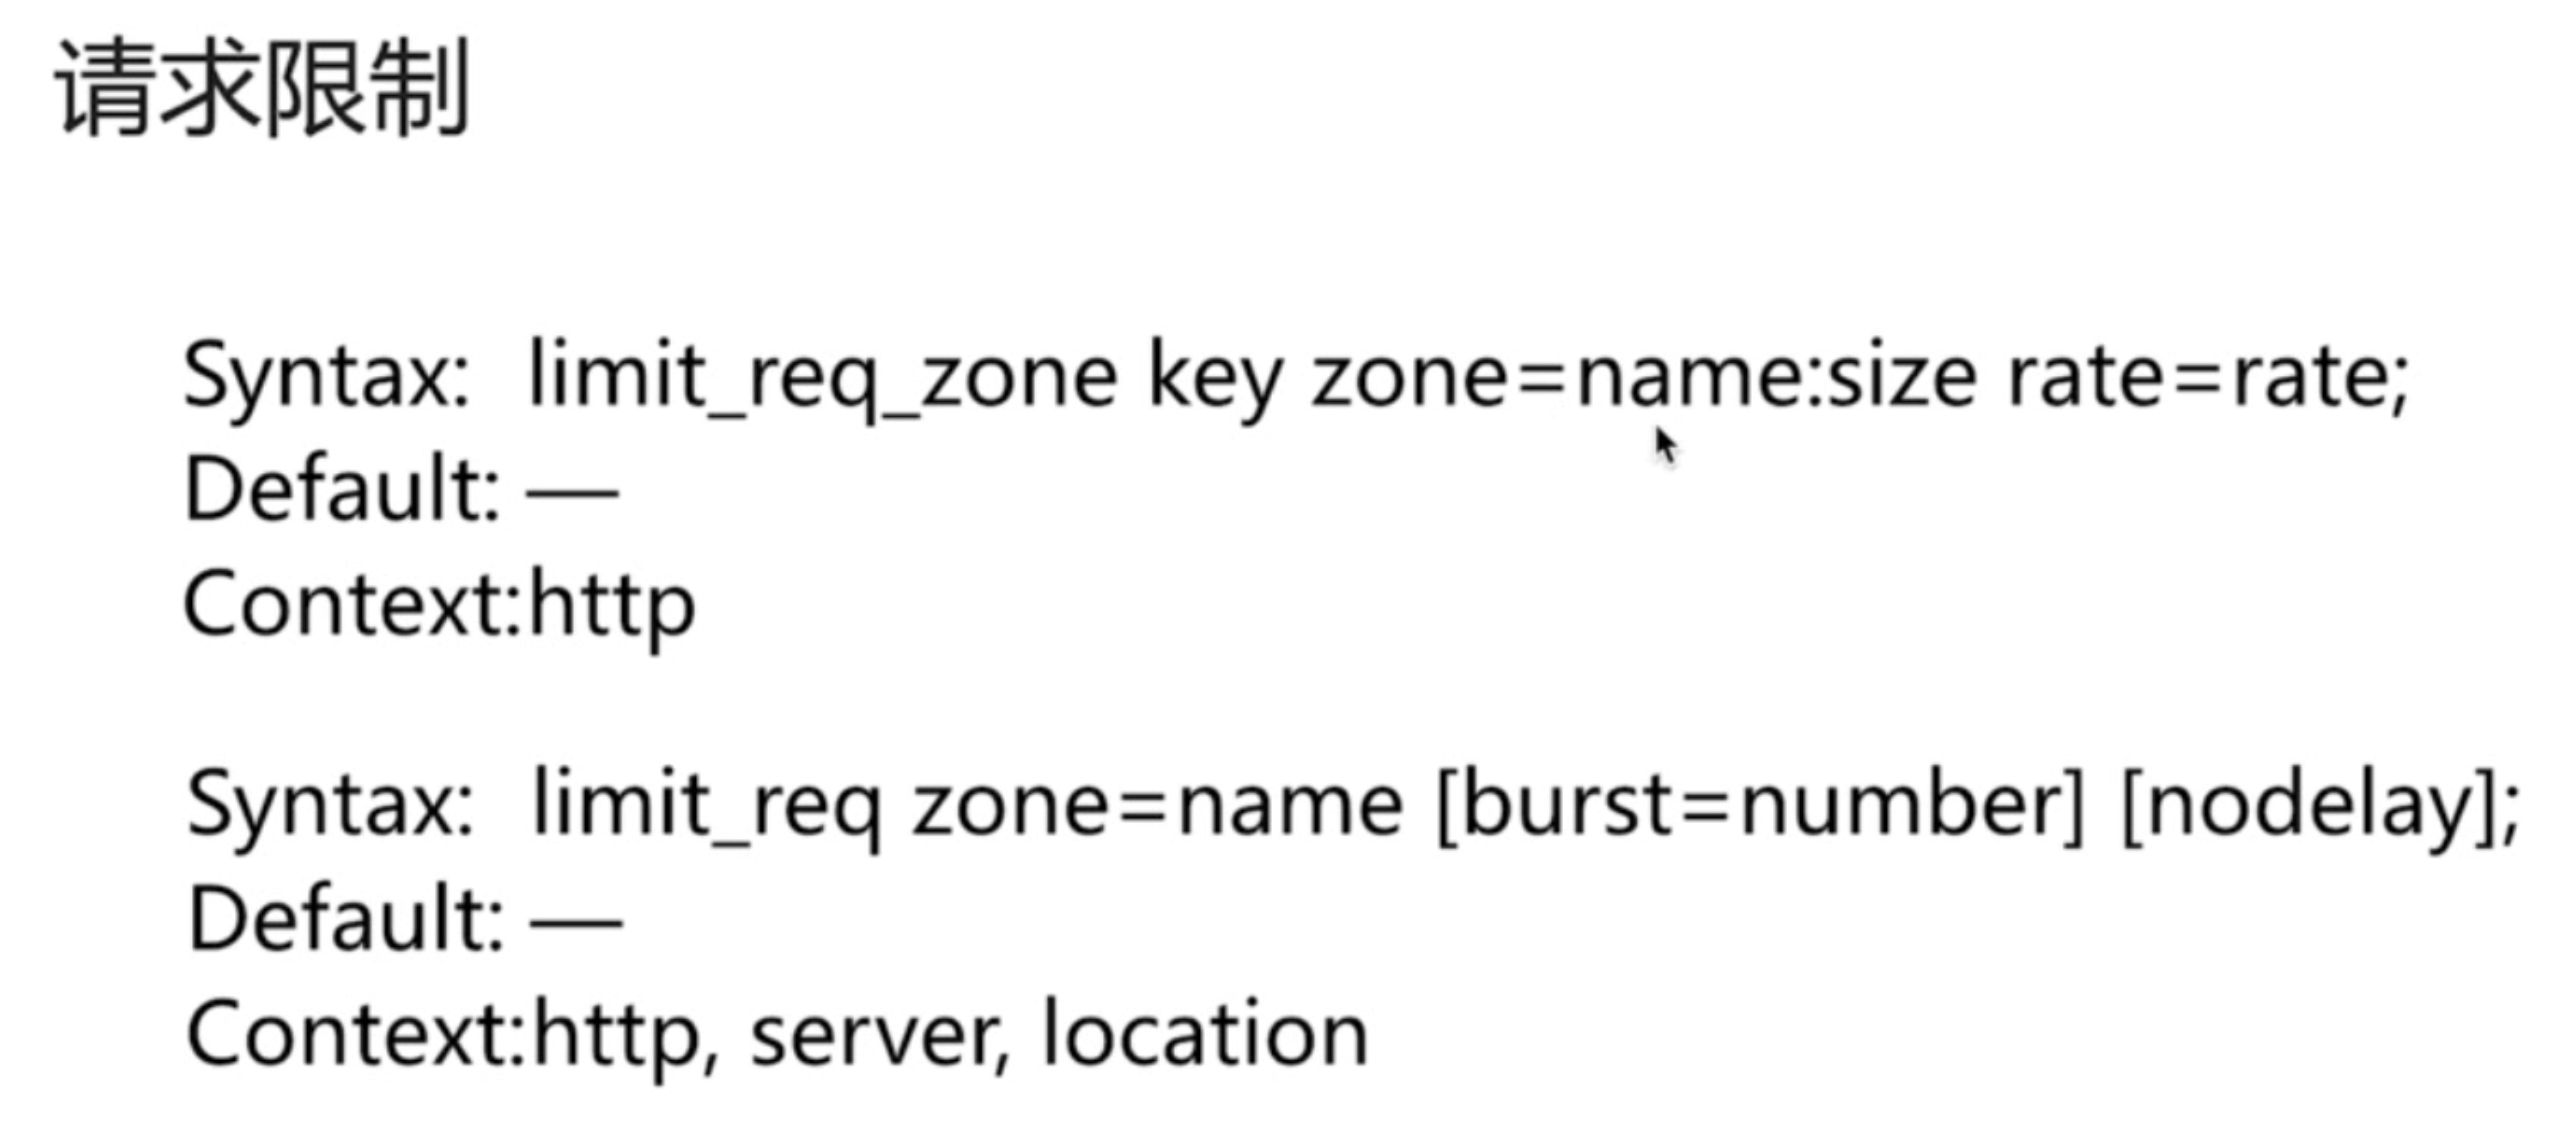 请求限制
Syntax: limit_req_zone key zone=name:size rate=rate;
Default: —
Context:http
Syntax: limit_req zone=name [burst=number] [nodelay];
Default: —
Context:http, server, location